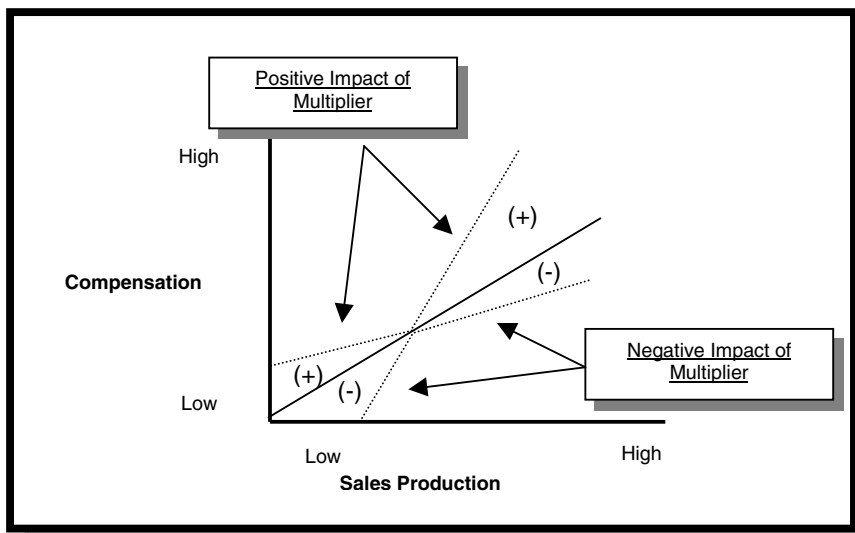 Positive Impact of
Multiplier
High
(+)
(-)
Compensation
Negative Impact of
Multiplier
(+)
(-)
Low
Low
High
Sales Production